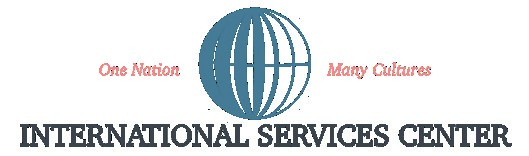 One Nation Many Cultures
INTERNATIONAL SERVICES CENTER